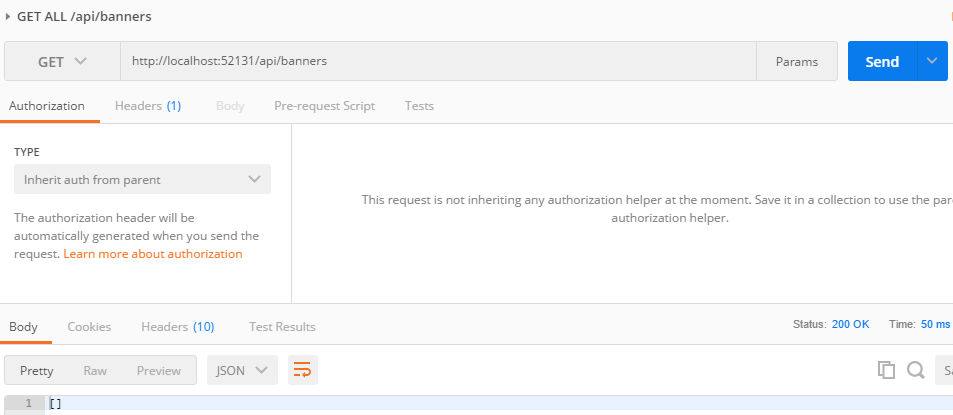 GET ALL /api/banners
GET http://localhost:52131/api/banners Params Send
Authorization Headers (1) Body Pre-request Script Tests
TYPE
Inherit auth from parent
The authorization header will be
automatically generated when you send the
request. Learn more about authorization
This request is not inheriting any authorization helper at the moment. Save it in a collection to use the
authorization helper.
Body Cookies Headers (10) Test Results Status: 200 OK Time: 50 ms
Pretty Raw Preview JSON
1 []